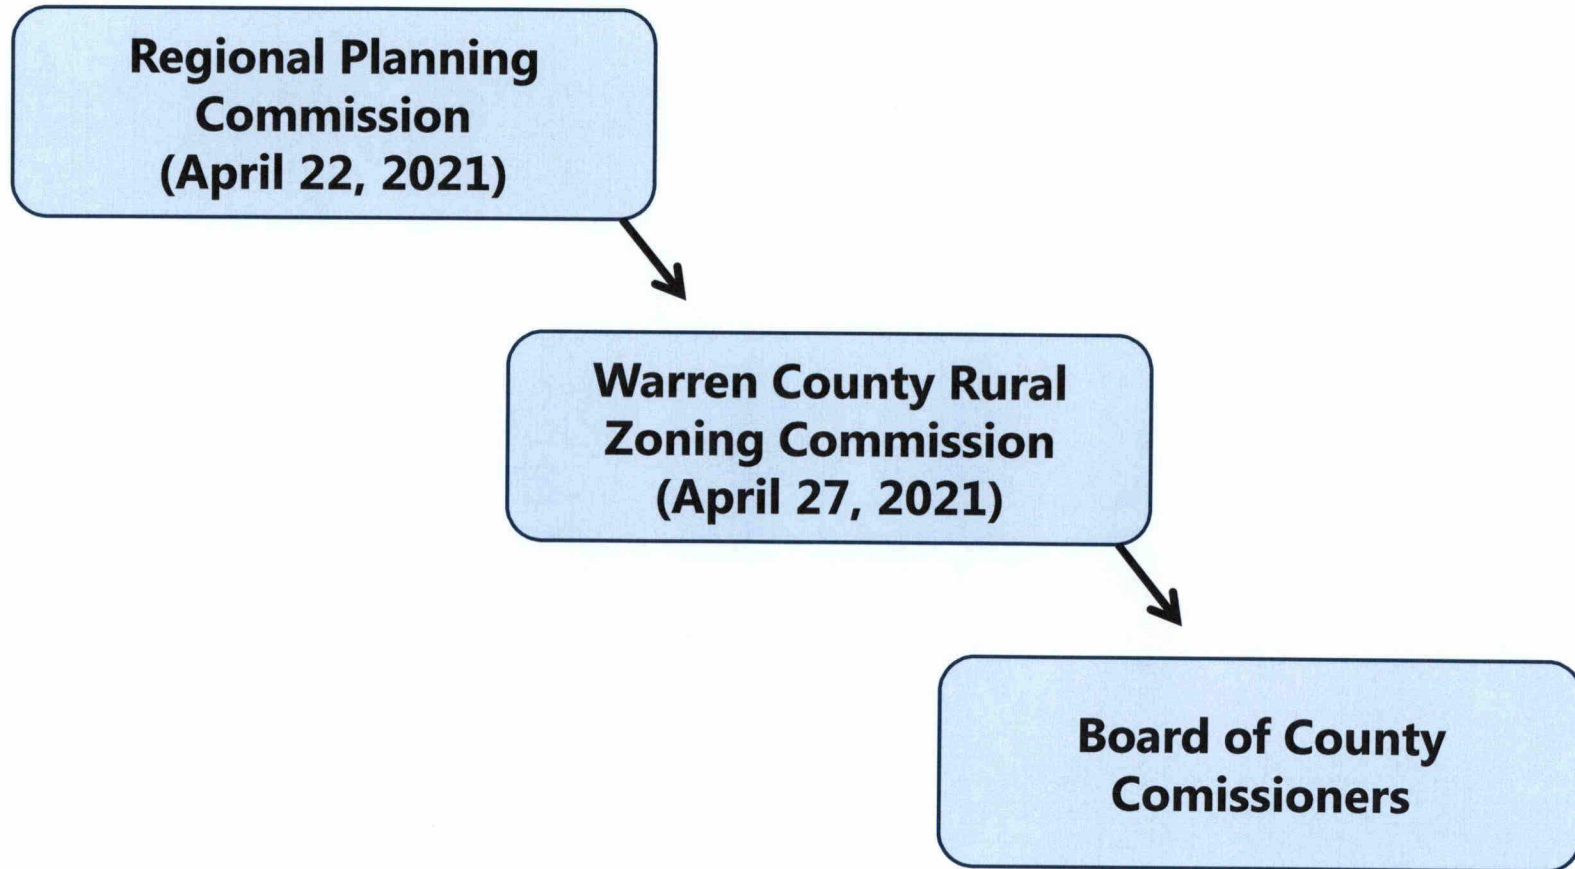 Regional Planning
Commission
(April 22, 2021)
Warren County Rural
Zoning Commission
(April 27, 2021)
Board of County
Comissioners